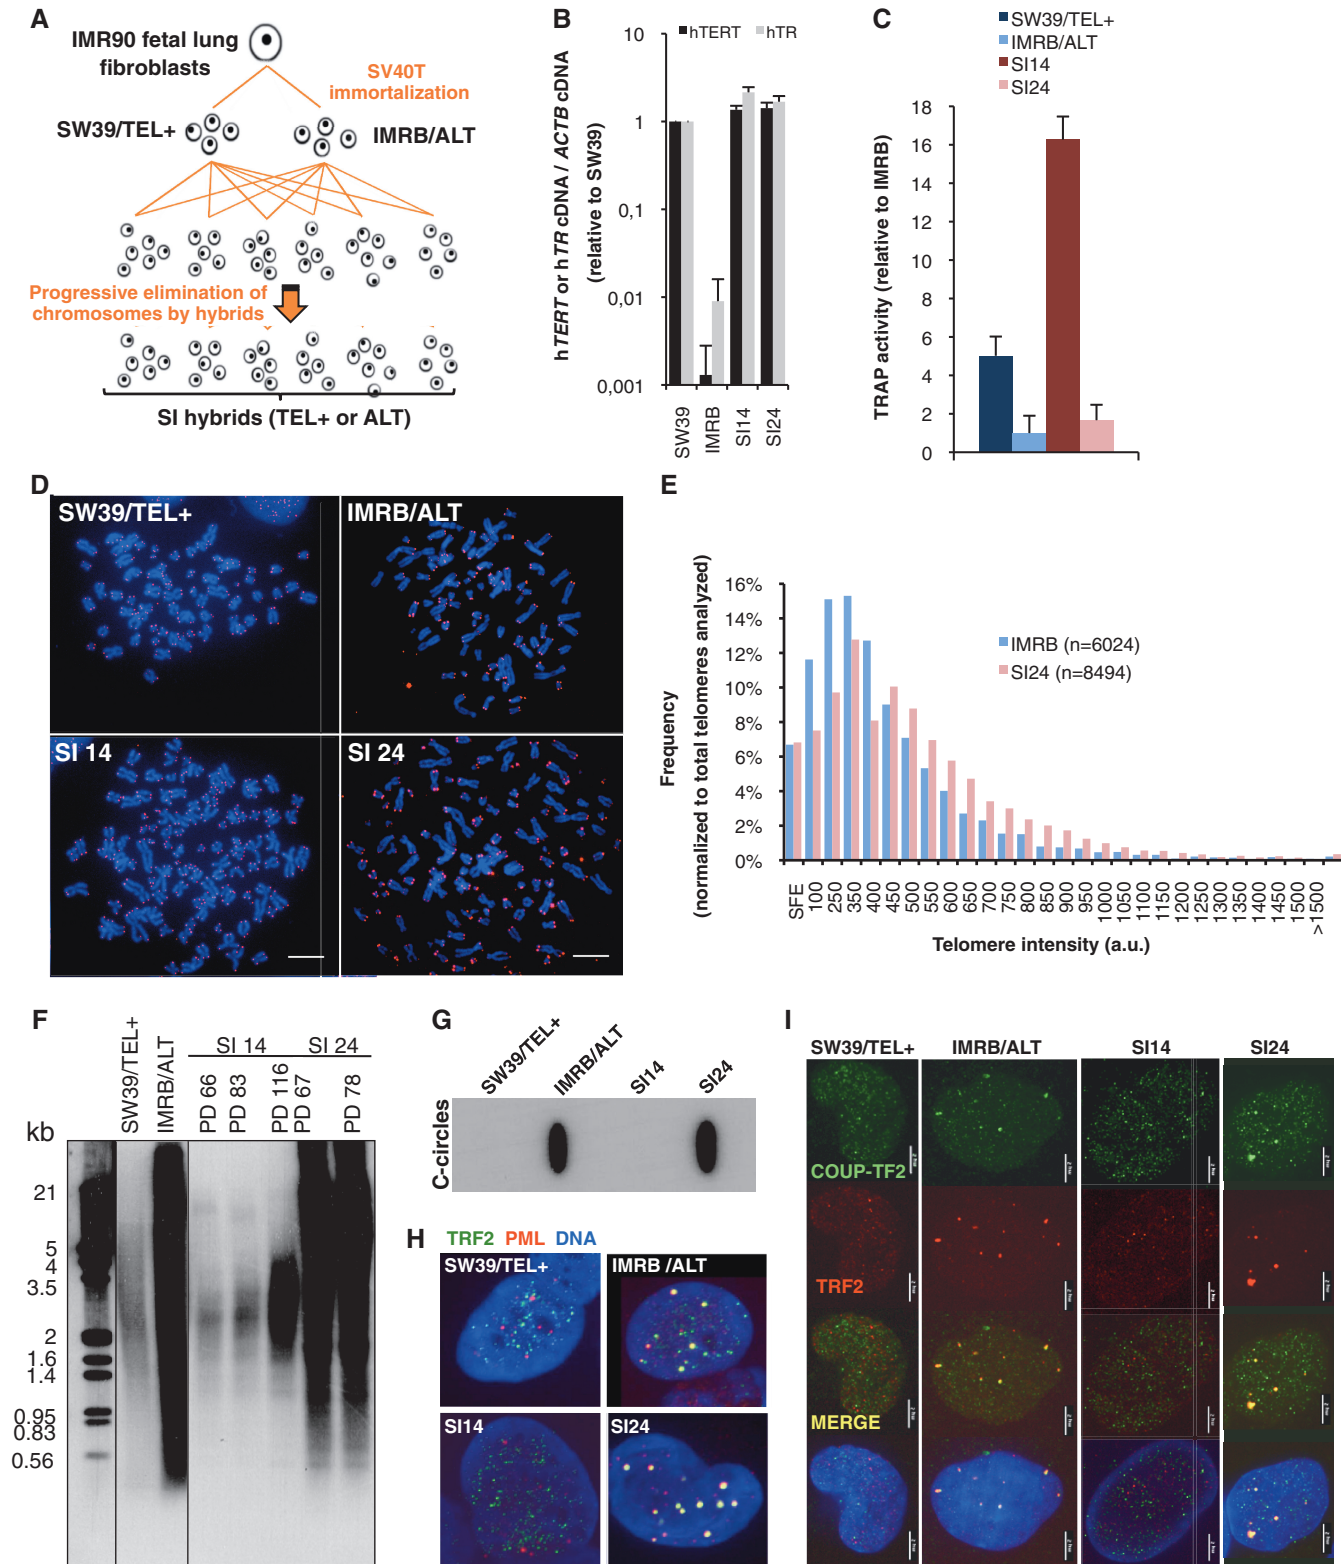 A
IMR90 fetal lung
fibroblasts
SV40T
immortalization
SW39/TEL+
IMRB/ALT
Progressive elimination of
chromosomes by hybrids
SI hybrids (TEL+ or ALT)
B
hTERT
hTR
hTERT or hTR cDNA / ACTB cDNA
(relative to SW39)
10
1
0,1
0,01
0,001
SW39
IMRB
SI14
SI24
C
SW39/TEL+
IMRB/ALT
SI14
SI24
TRAP activity (relative to IMRB)
18
16
14
12
10
8
6
4
2
0
D
SW39/TEL+
IMRB/ALT
SI 14
SI 24
E
Frequency
(normalized to total telomeres analyzed)
16%
14%
12%
10%
8%
6%
4%
2%
0%
IMRB (n=6024)
SI24 (n=8494)
SFE
100
250
350
400
450
500
550
600
650
700
750
800
850
900
950
1000
1050
1100
1150
1200
1250
1300
1350
1400
1450
1500
> 1500
Telomere intensity (a.u.)
F
SW39/TEL+
IMRB/ALT
SI 14
SI 24
PD 66
PD 83
PD 116
PD 67
PD 78
kb
21
5
4
3.5
2
1.6
1.4
0.95
0.83
0.56
G
SW39/TEL+
IMRB/ALT
SI14
SI24
C-circles
H
TRF2 PML DNA
SW39/TEL+
IMRB /ALT
SI14
SI24
I
SW39/TEL+
IMRB/ALT
SI14
SI24
COUP-TF2
TRF2
MERGE